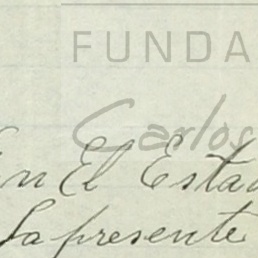 FUNDA
Carlos
En El Estad
la presente